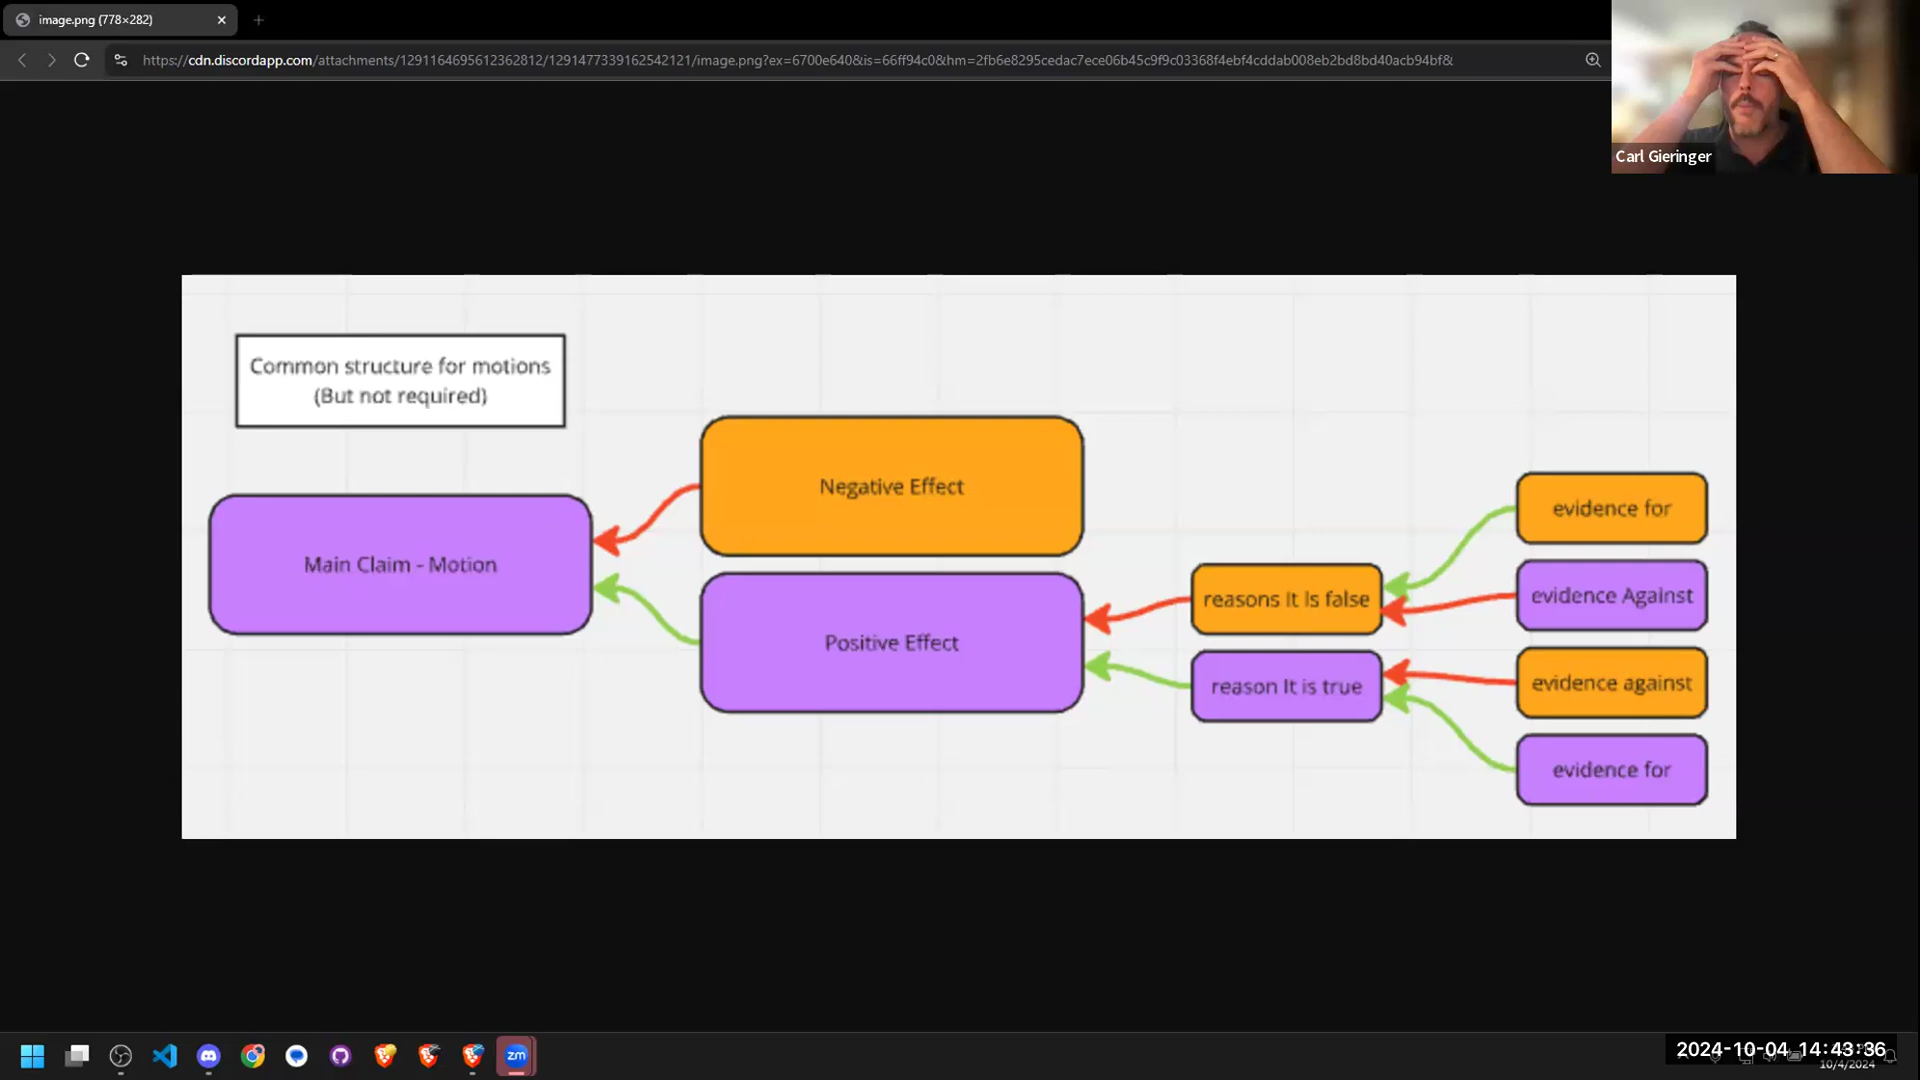 image.png (778×282)
https://cdn.discordapp.com/attachments/1291164695612362812/1291477339162542121/image.png?ex=6700e640&is=66ff94c0&hm=2fb6e8295cedac7ece06b45c9f9c03368f4ebf4cddab008eb2bd8bd40acb94bf&
Carl Gieringer
Common structure for motions
(But not required)
Negative Effect
evidence for
Main Claim - Motion
evidence Against
reasons It Is false
Positive Effect
evidence against
reason It is true
evidence for
zm
2024-10-04 14:43:36
10/4/2024